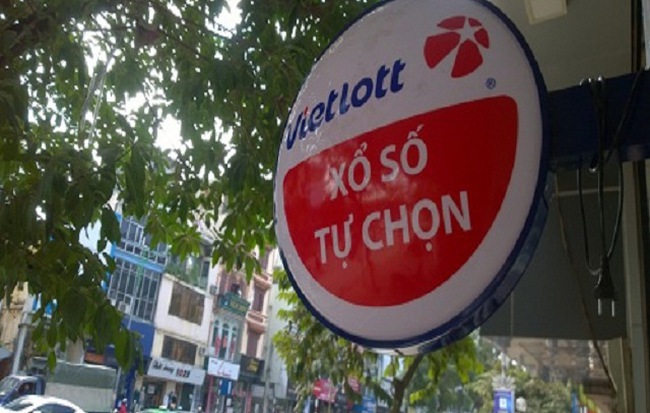 Vietlott
®
XỔ SỐ
TỰ CHỌN